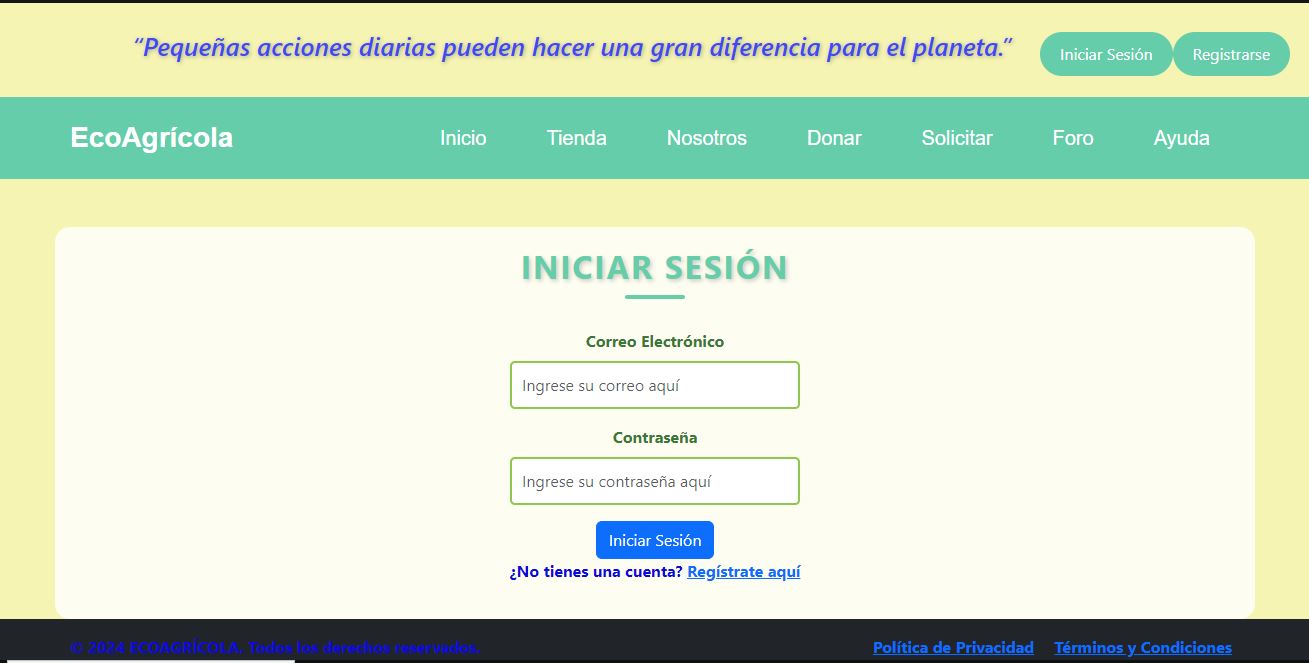 “Pequeñas acciones diarias pueden hacer una gran diferencia para el planeta.”
Iniciar Sesión
Registrarse
EcoAgrícola
Inicio
Tienda
Nosotros
Donar
Solicitar
Foro
Ayuda
INICIAR SESIÓN
Correo Electrónico
Ingrese su correo aquí
Contraseña
Ingrese su contraseña aquí
Iniciar Sesión
¿No tienes una cuenta? Regístrate aquí
© 2024 ECOAGRÍCOLA. Todos los derechos reservados.
Política de Privacidad
Términos y Condiciones